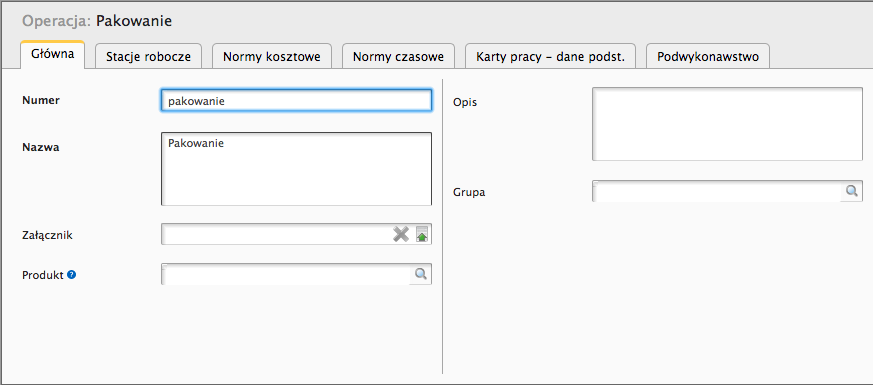 Operacja: Pakowanie
Główna Stacje robocze Normy kosztowe Normy czasowe Karty pracy – dane podst. Podwykonawstwo
Numer pakowanie
Nazwa Pakowanie
Załącznik
Produkt ?
Opis
Grupa